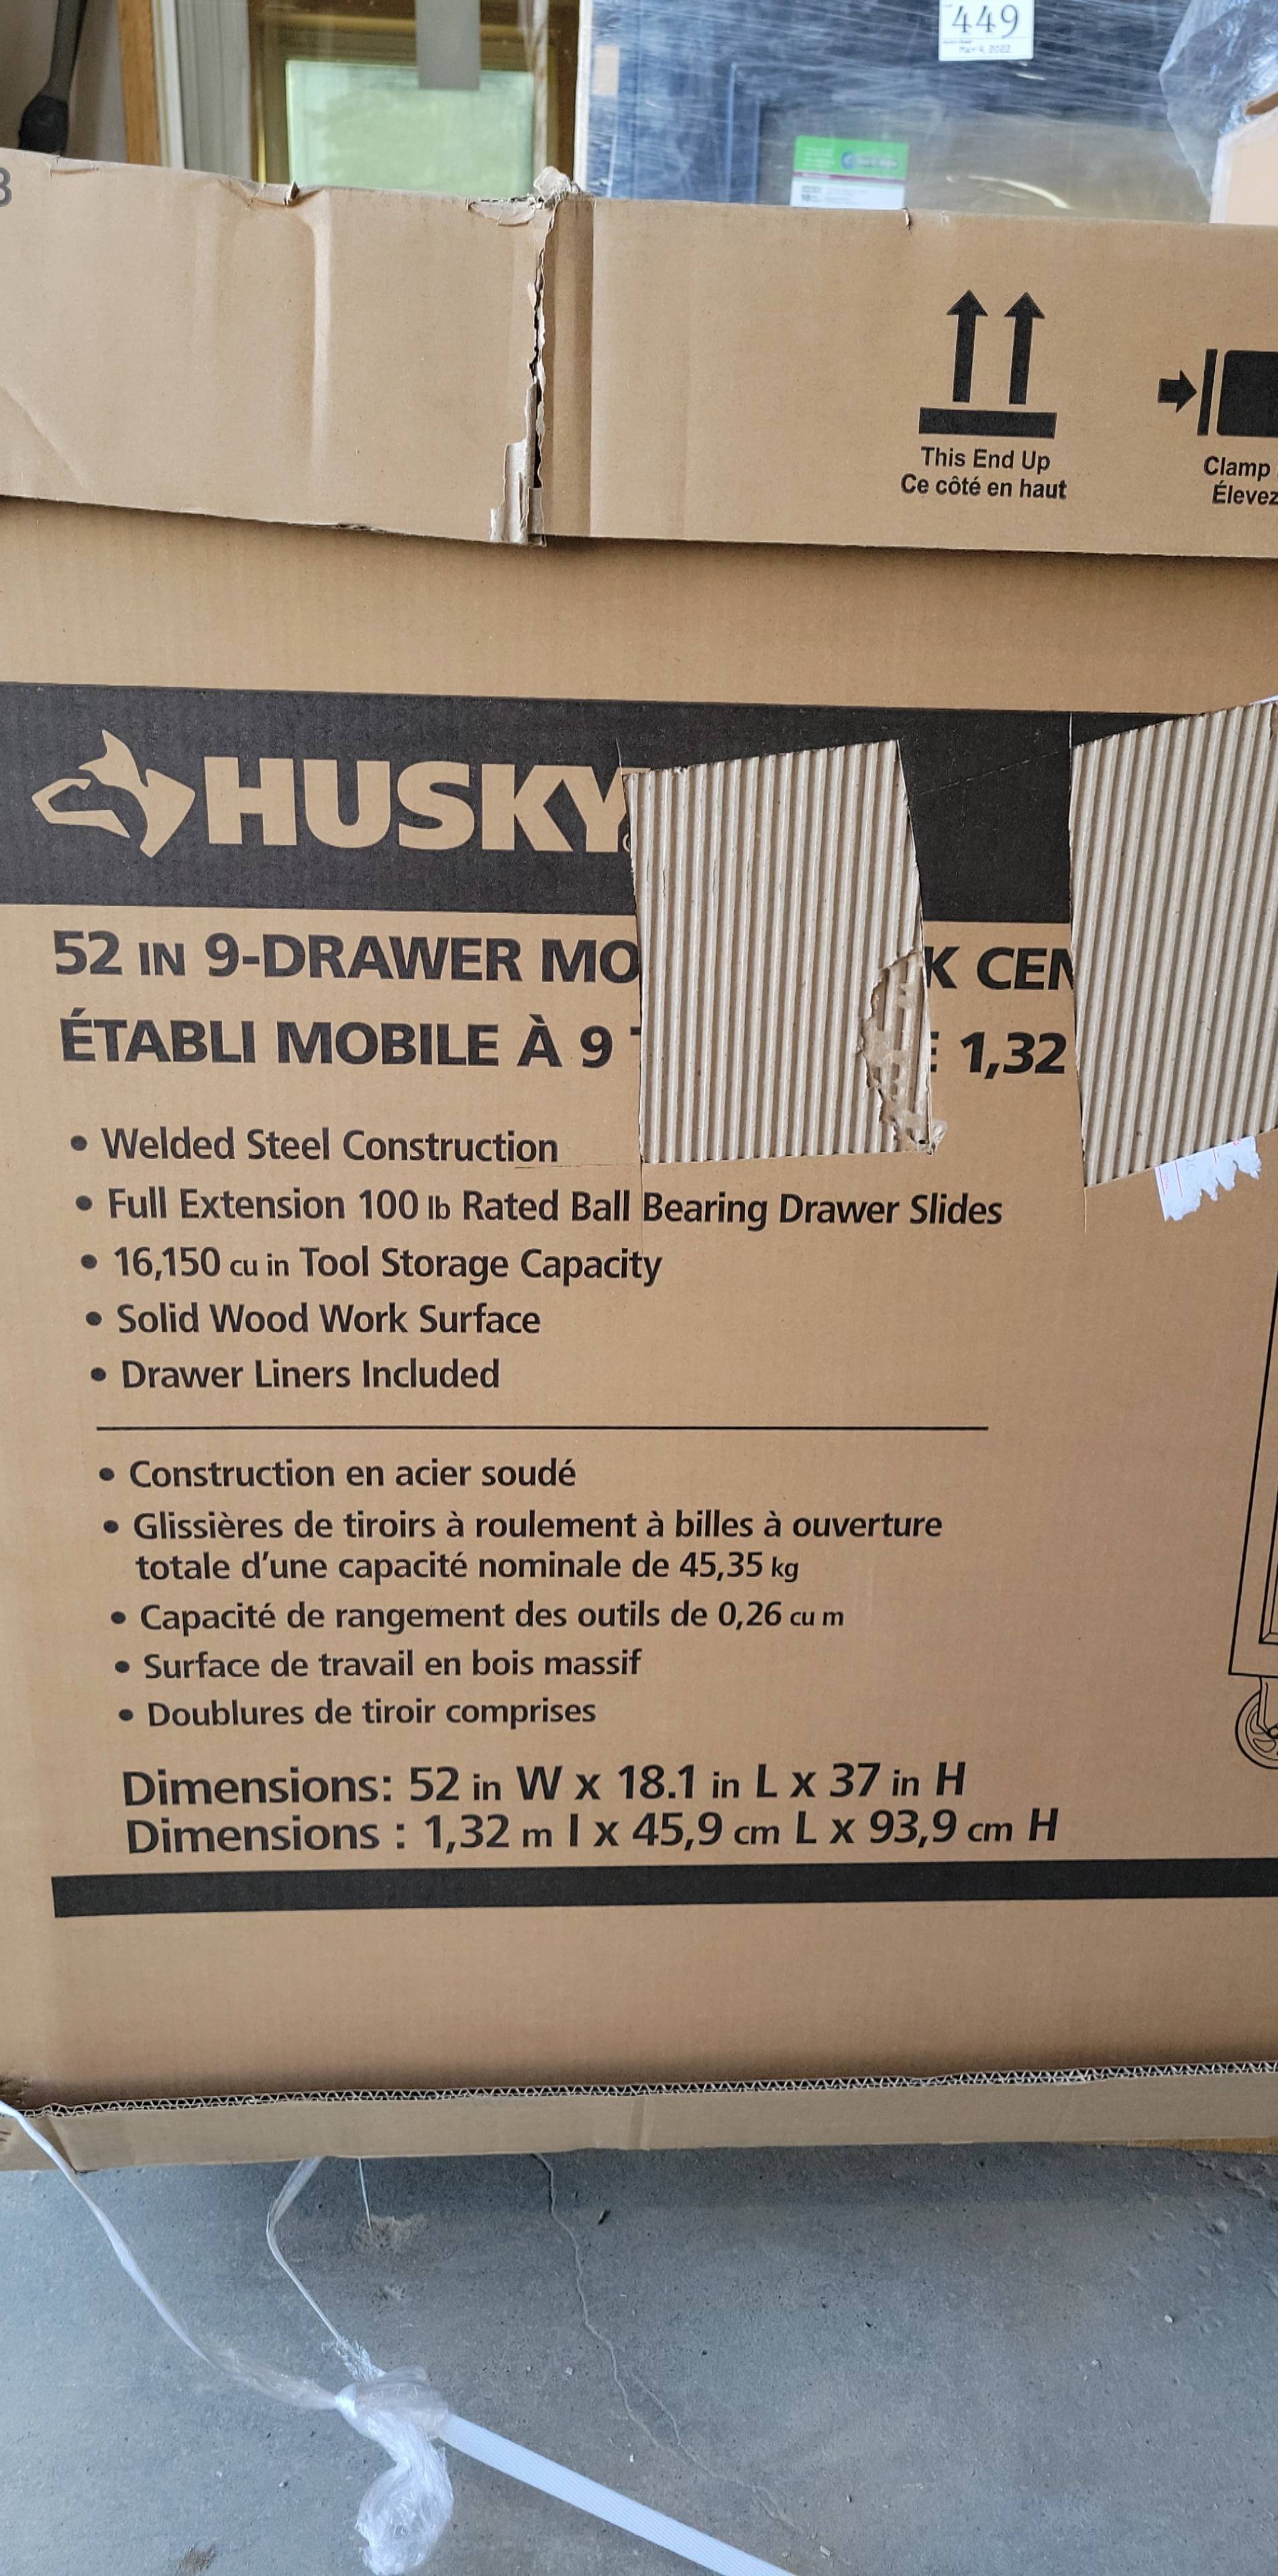 449
Mar 4, 2022
3
This End Up
Ce côté en haut
Clamp
Élevez
HUSKY
52 IN 9-DRAWER MO K CEN
ÉTABLI MOBILE À 9 E 1,32
• Welded Steel Construction
• Full Extension 100 lb Rated Ball Bearing Drawer Slides
• 16,150 cu in Tool Storage Capacity
• Solid Wood Work Surface
• Drawer Liners Included
• Construction en acier soudé
• Glissières de tiroirs à roulement à billes à ouverture
totale d'une capacité nominale de 45,35 kg
• Capacité de rangement des outils de 0,26 cu m
• Surface de travail en bois massif
• Doublures de tiroir comprises
Dimensions: 52 in W x 18.1 in L x 37 in H
Dimensions : 1,32 m l x 45,9 cm L x 93,9 cm H